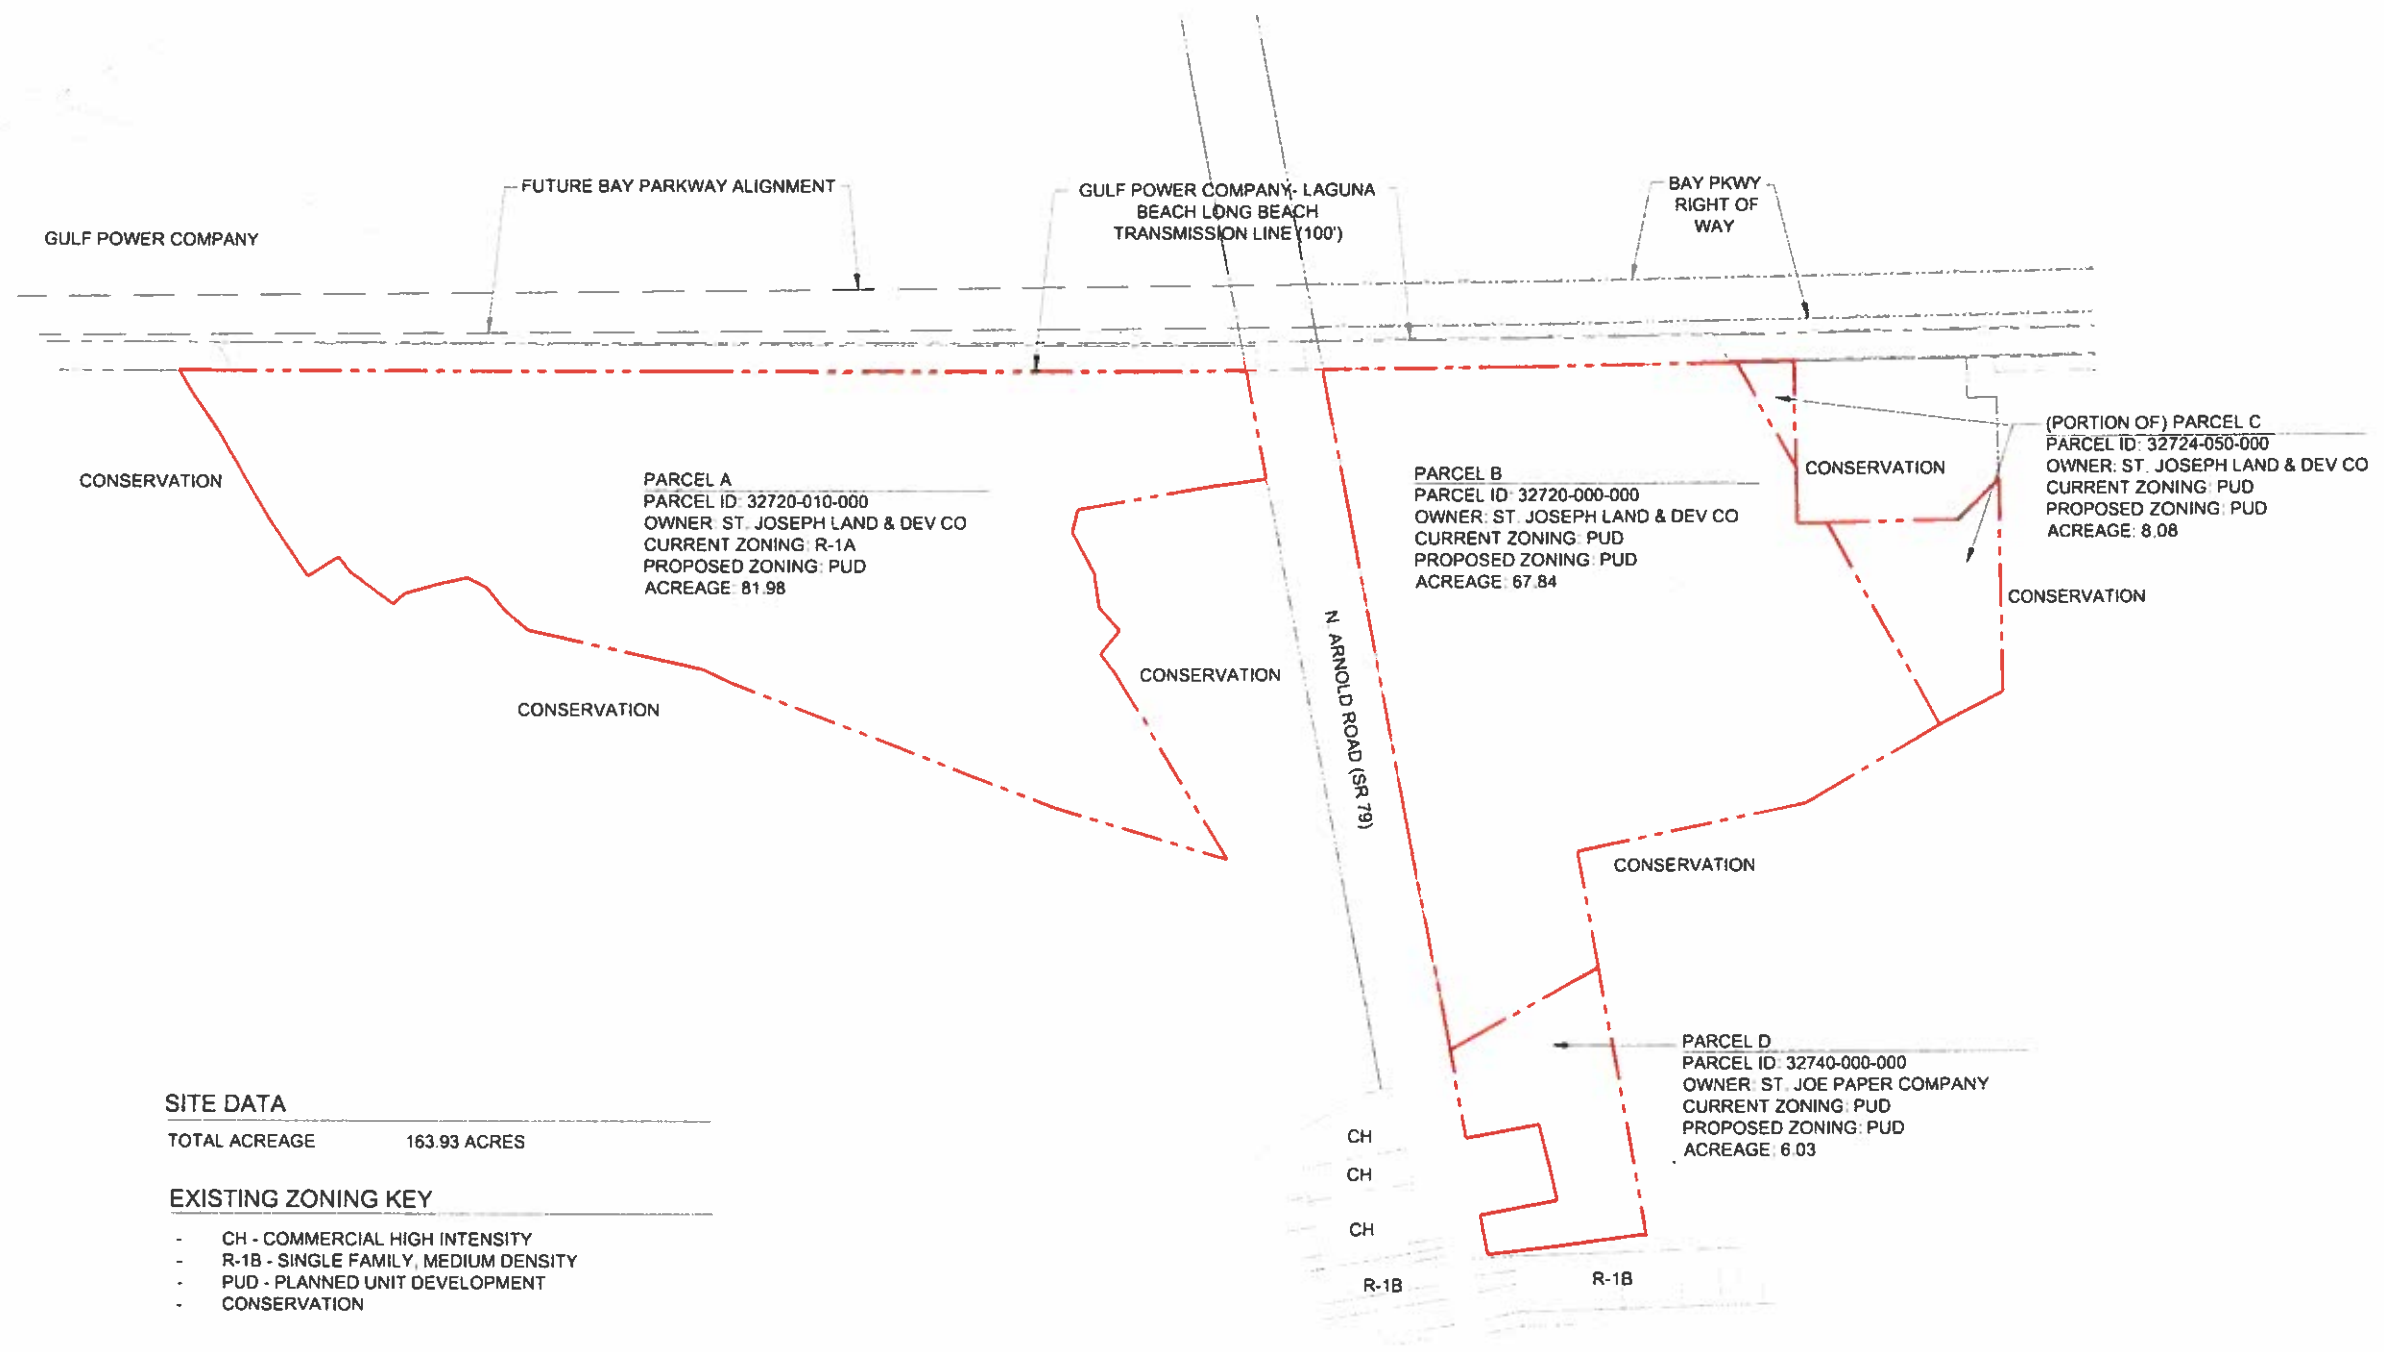 FUTURE BAY PARKWAY ALIGNMENT
GULF POWER COMPANY- LAGUNA
BEACH LONG BEACH
TRANSMISSION LINE (100')
BAY PKWY
RIGHT OF
WAY
GULF POWER COMPANY
CONSERVATION
PARCEL A
PARCEL ID: 32720-010-000
OWNER: ST. JOSEPH LAND & DEV CO
CURRENT ZONING: R-1A
PROPOSED ZONING: PUD
ACREAGE: 81.98
PARCEL B
PARCEL ID: 32720-000-000
OWNER: ST. JOSEPH LAND & DEV CO
CURRENT ZONING: PUD
PROPOSED ZONING: PUD
ACREAGE: 67.84
CONSERVATION
(PORTION OF) PARCEL C
PARCEL ID: 32724-050-000
OWNER: ST. JOSEPH LAND & DEV CO
CURRENT ZONING: PUD
PROPOSED ZONING: PUD
ACREAGE: 8.08
CONSERVATION
CONSERVATION
CONSERVATION
N. ARNOLD ROAD (SR 79)
CONSERVATION
PARCEL D
PARCEL ID: 32740-000-000
OWNER: ST. JOE PAPER COMPANY
CURRENT ZONING: PUD
PROPOSED ZONING: PUD
ACREAGE: 6.03
SITE DATA
TOTAL ACREAGE 163.93 ACRES
EXISTING ZONING KEY
- CH - COMMERCIAL HIGH INTENSITY
- R-1B - SINGLE FAMILY, MEDIUM DENSITY
- PUD - PLANNED UNIT DEVELOPMENT
- CONSERVATION
CH
CH
CH
R-1B
R-1B